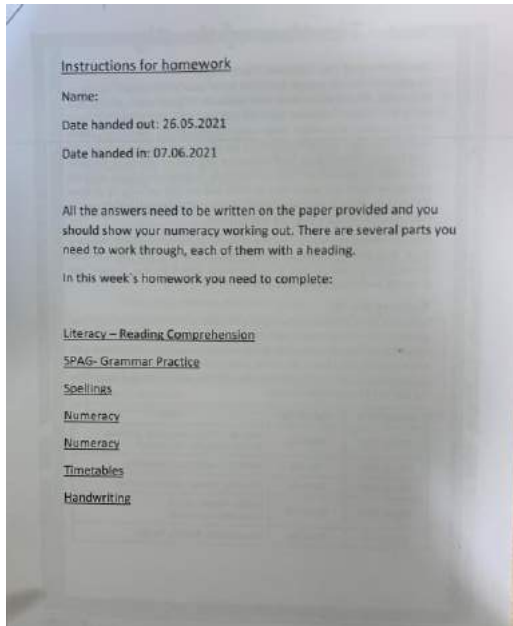 Instructions for homework
Name:
Date handed out: 26.05.2021
Date handed in: 07.06.2021
All the answers need to be written on the paper provided and you
should show your numeracy working out. There are several parts you
need to work through, each of them with a heading.
In this week`s homework you need to complete:
Literacy – Reading Comprehension
SPAG- Grammar Practice
Spellings
Numeracy
Numeracy
Timetables
Handwriting